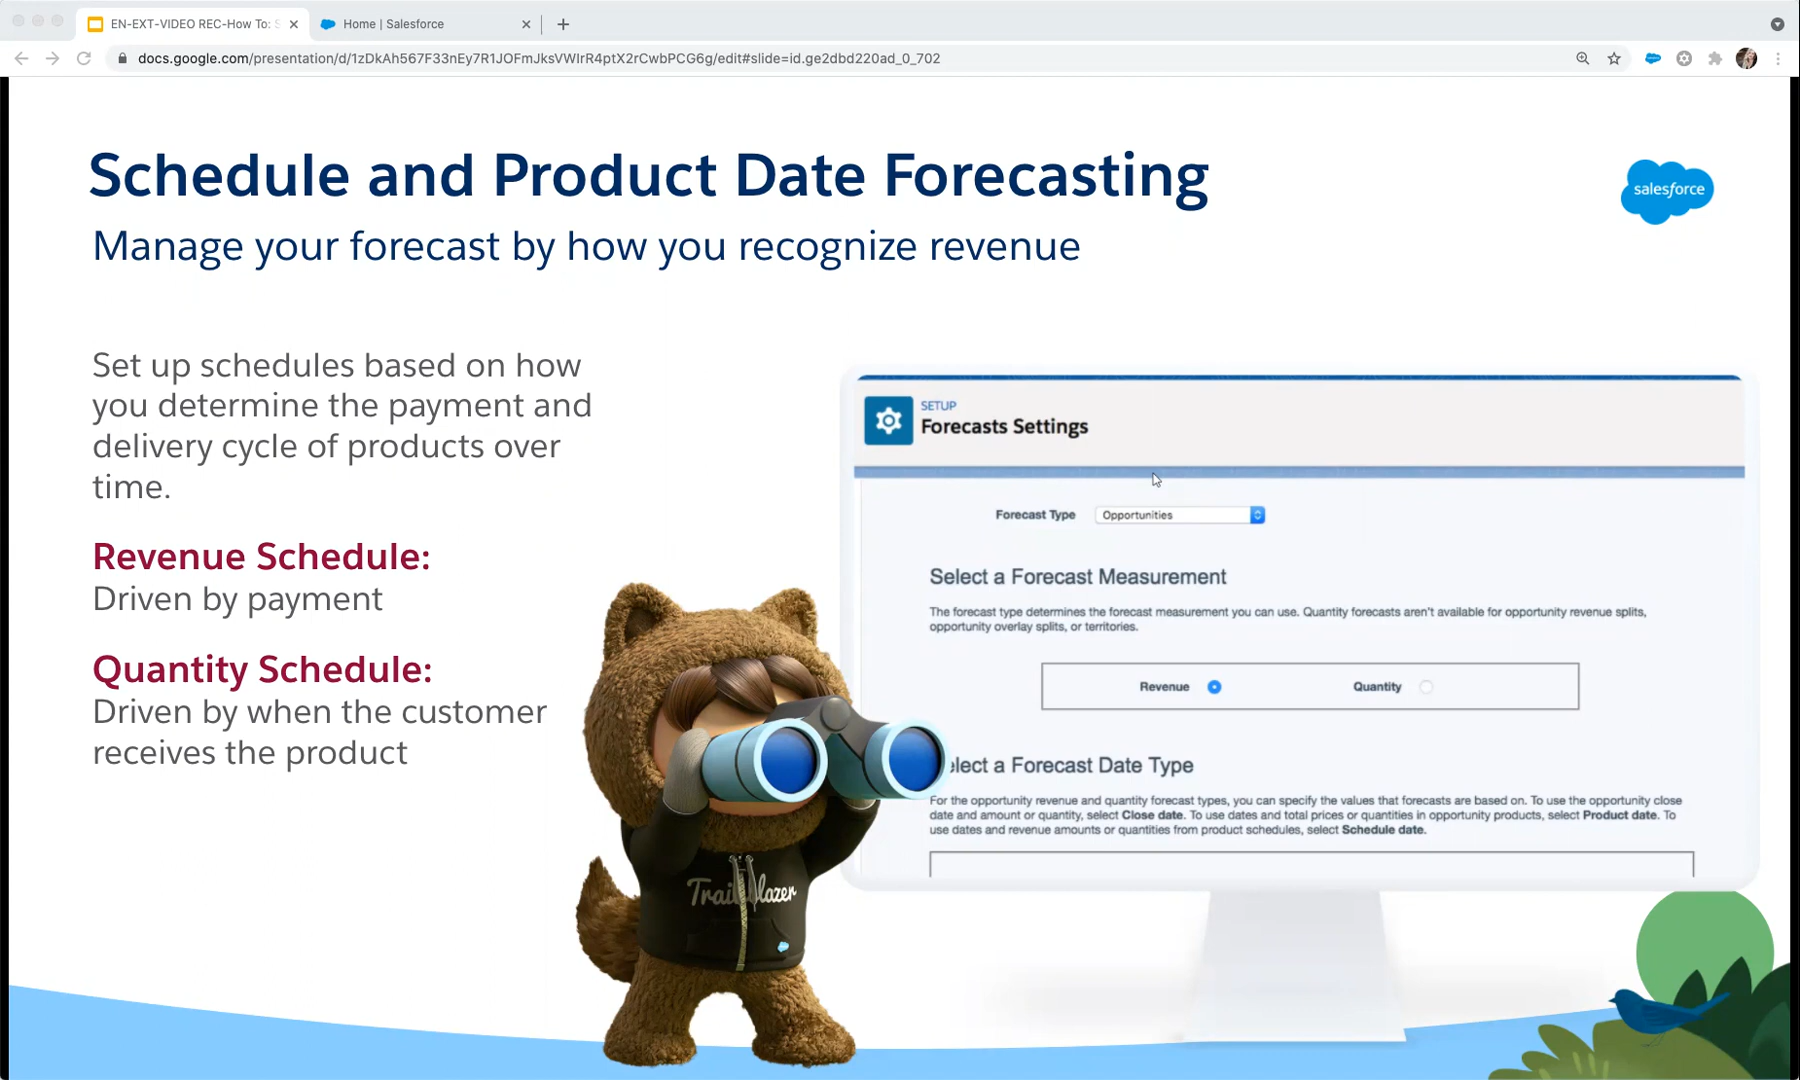 EN-EXT-VIDEO REC-How To: S
Home | Salesforce
docs.google.com/presentation/d/1zDkAh567F33nEy7R1JOFmJksVWIrR4ptX2rCwbPCG6g/edit#slide=id.ge2dbd220ad_0_702
Schedule and Product Date Forecasting
salesforce
Manage your forecast by how you recognize revenue
Set up schedules based on how
you determine the payment and
delivery cycle of products over
time.
Revenue Schedule:
Driven by payment
Quantity Schedule:
Driven by when the customer
receives the product
SETUP
Forecasts Settings
Forecast Type
Opportunities
Select a Forecast Measurement
The forecast type determines the forecast measurement you can use. Quantity forecasts aren't available for opportunity revenue splits,
opportunity overlay splits, or territories.
Revenue
Quantity
elect a Forecast Date Type
For the opportunity revenue and quantity forecast types, you can specify the values that forecasts are based on. To use the opportunity close
date and amount or quantity, select Close date. To use dates and total prices or quantities in opportunity products, select Product date. To
use dates and revenue amounts or quantities from product schedules, select Schedule date.
Trailblazer